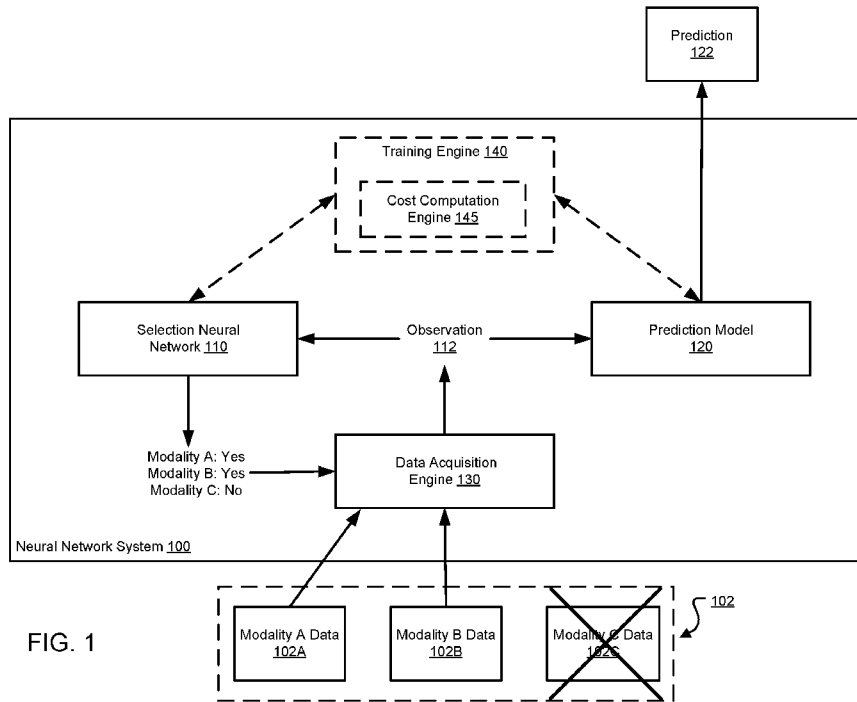 Prediction
122
Training Engine 140
Cost Computation
Engine 145
Selection Neural
Network 110
Observation
112
Prediction Model
120
Modality A: Yes
Modality B: Yes
Modality C: No
Data Acquisition
Engine 130
Neural Network System 100
102
Modality A Data
102A
Modality B Data
102B
Modality C Data
102C
FIG. 1